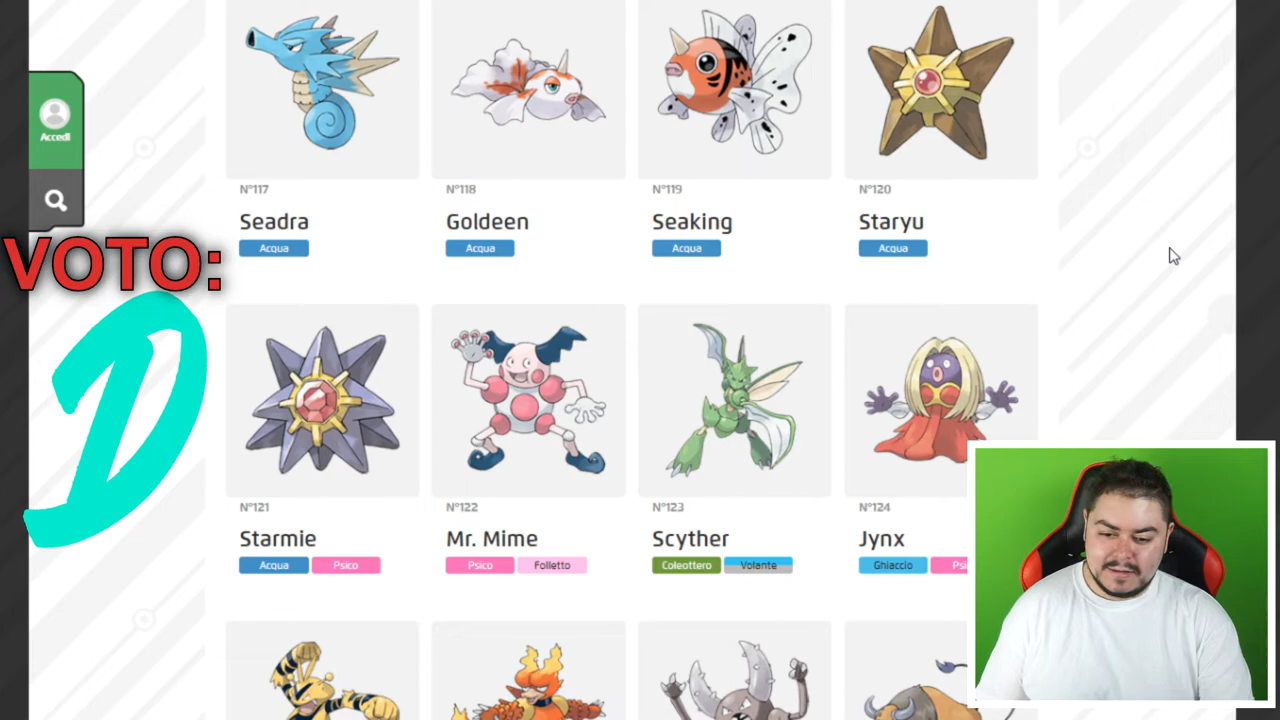 Accedi
VOTO:
D
N°117
Seadra
Acqua
N°118
Goldeen
Acqua
N°119
Seaking
Acqua
N°120
Staryu
Acqua
N°121
Starmie
Acqua Psico
N°122
Mr. Mime
Psico Folletto
N°123
Scyther
Coleottero Volante
N°124
Jynx
Ghiaccio